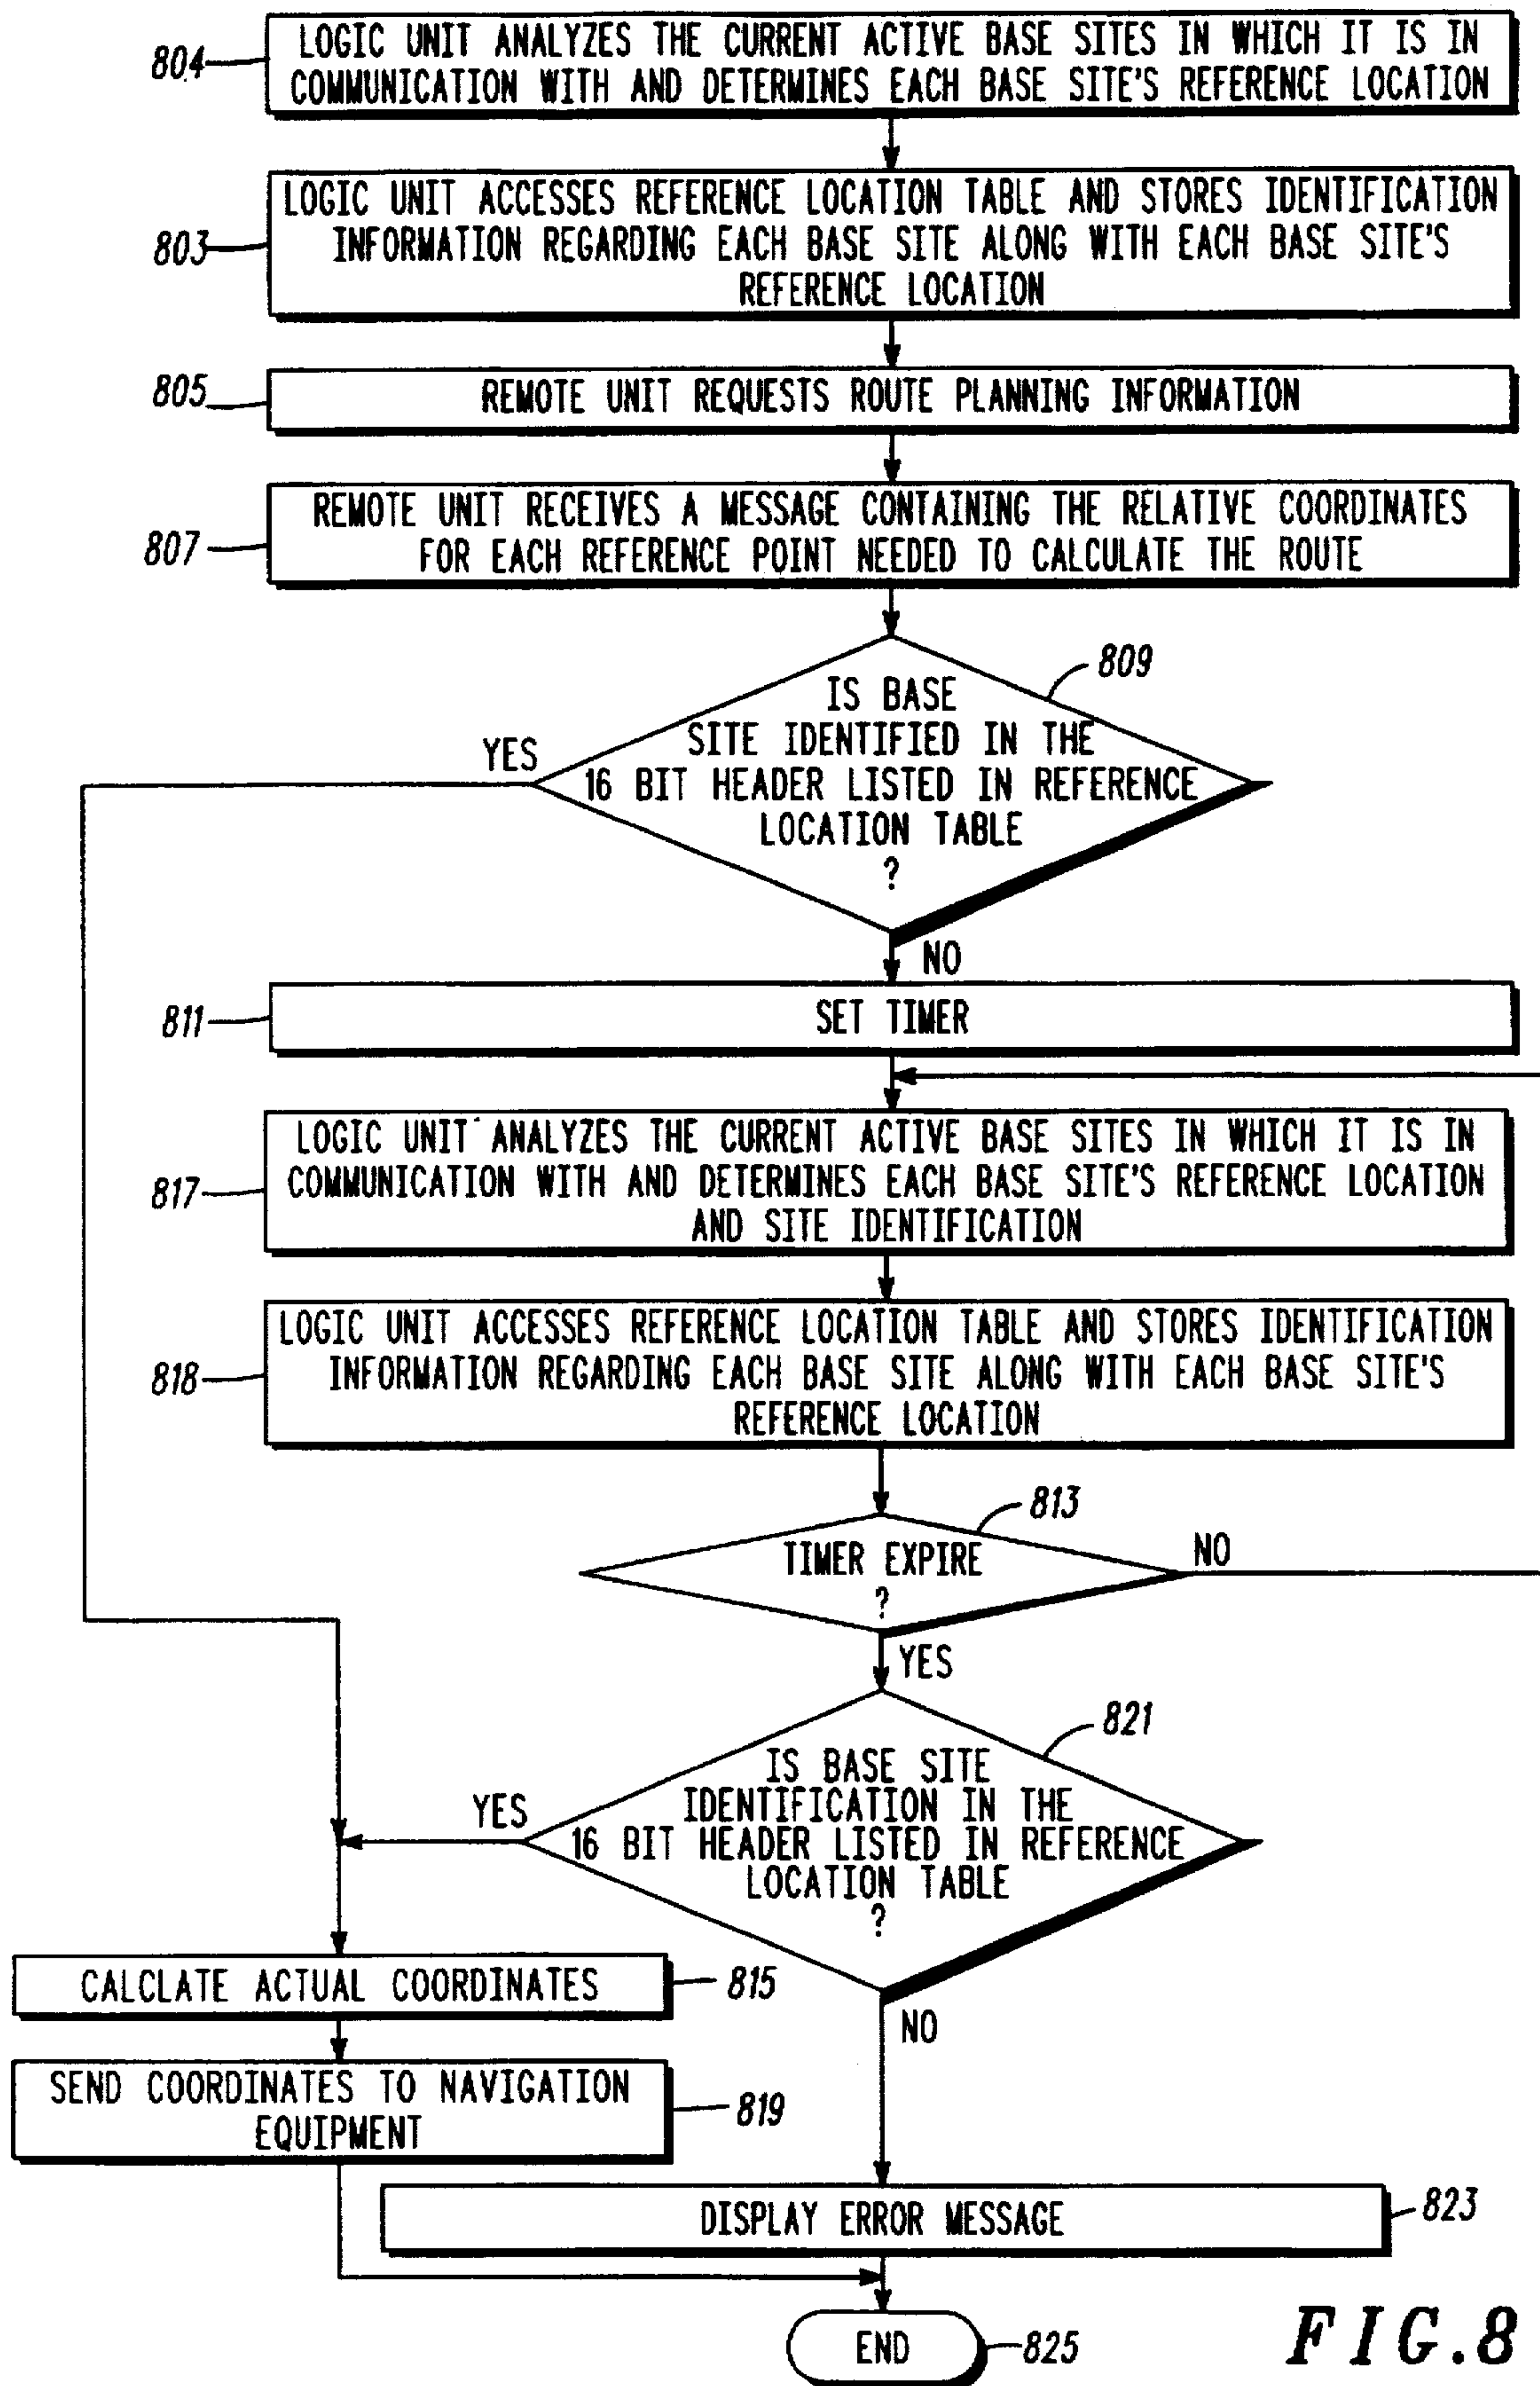 804
LOGIC UNIT ANALYZES THE CURRENT ACTIVE BASE SITES IN WHICH IT IS IN
COMMUNICATION WITH AND DETERMINES EACH BASE SITE'S REFERENCE LOCATION
803
LOGIC UNIT ACCESSES REFERENCE LOCATION TABLE AND STORES IDENTIFICATION
INFORMATION REGARDING EACH BASE SITE ALONG WITH EACH BASE SITE'S
REFERENCE LOCATION
805
REMOTE UNIT REQUESTS ROUTE PLANNING INFORMATION
807
REMOTE UNIT RECEIVES A MESSAGE CONTAINING THE RELATIVE COORDINATES
FOR EACH REFERENCE POINT NEEDED TO CALCULATE THE ROUTE
809
IS BASE
SITE IDENTIFIED IN THE
16 BIT HEADER LISTED IN REFERENCE
LOCATION TABLE
?
YES
NO
811
SET TIMER
817
LOGIC UNIT ANALYZES THE CURRENT ACTIVE BASE SITES IN WHICH IT IS IN
COMMUNICATION WITH AND DETERMINES EACH BASE SITE'S REFERENCE LOCATION
AND SITE IDENTIFICATION
818
LOGIC UNIT ACCESSES REFERENCE LOCATION TABLE AND STORES IDENTIFICATION
INFORMATION REGARDING EACH BASE SITE ALONG WITH EACH BASE SITE'S
REFERENCE LOCATION
813
TIMER EXPIRE
?
NO
YES
821
IS BASE SITE
IDENTIFICATION IN THE
16 BIT HEADER LISTED IN REFERENCE
LOCATION TABLE
?
YES
NO
CALCLATE ACTUAL COORDINATES
815
SEND COORDINATES TO NAVIGATION
EQUIPMENT
819
DISPLAY ERROR MESSAGE
823
END
825
FIG.8